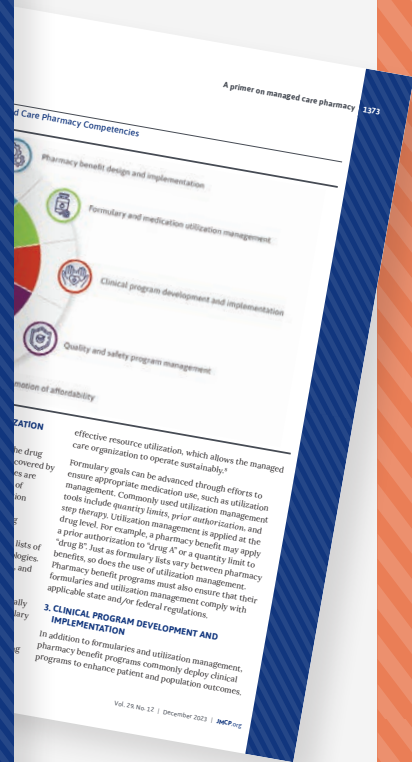 A primer on managed care pharmacy 1373
d Care Pharmacy Competencies
Pharmacy benefit design and implementation
Formulary and medication utilization management
Clinical program development and implementation
Quality and safety program management
motion of affordability
ZATION
he drug
covered by
es are
of
ion
g
lists of
logies.
, and
ally
lary
ng
effective resource utilization, which allows the managed
care organization to operate sustainably.⁸
Formulary goals can be advanced through efforts to
ensure appropriate medication use, such as utilization
management. Commonly used utilization management
tools include quantity limits, prior authorization, and
step therapy. Utilization management is applied at the
drug level. For example, a pharmacy benefit may apply
a prior authorization to "drug A" or a quantity limit to
"drug B". Just as formulary lists vary between pharmacy
benefits, so does the use of utilization management.
Pharmacy benefit programs must also ensure that their
formularies and utilization management comply with
applicable state and/or federal regulations.
3. CLINICAL PROGRAM DEVELOPMENT AND
IMPLEMENTATION
In addition to formularies and utilization management,
pharmacy benefit programs commonly deploy clinical
programs to enhance patient and population outcomes.
Vol. 29, No. 12 | December 2023 | JMCP.org